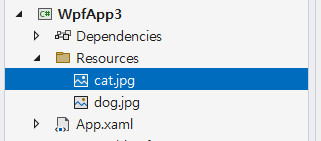 WpfApp3
Dependencies
Resources
cat.jpg
dog.jpg
App.xaml